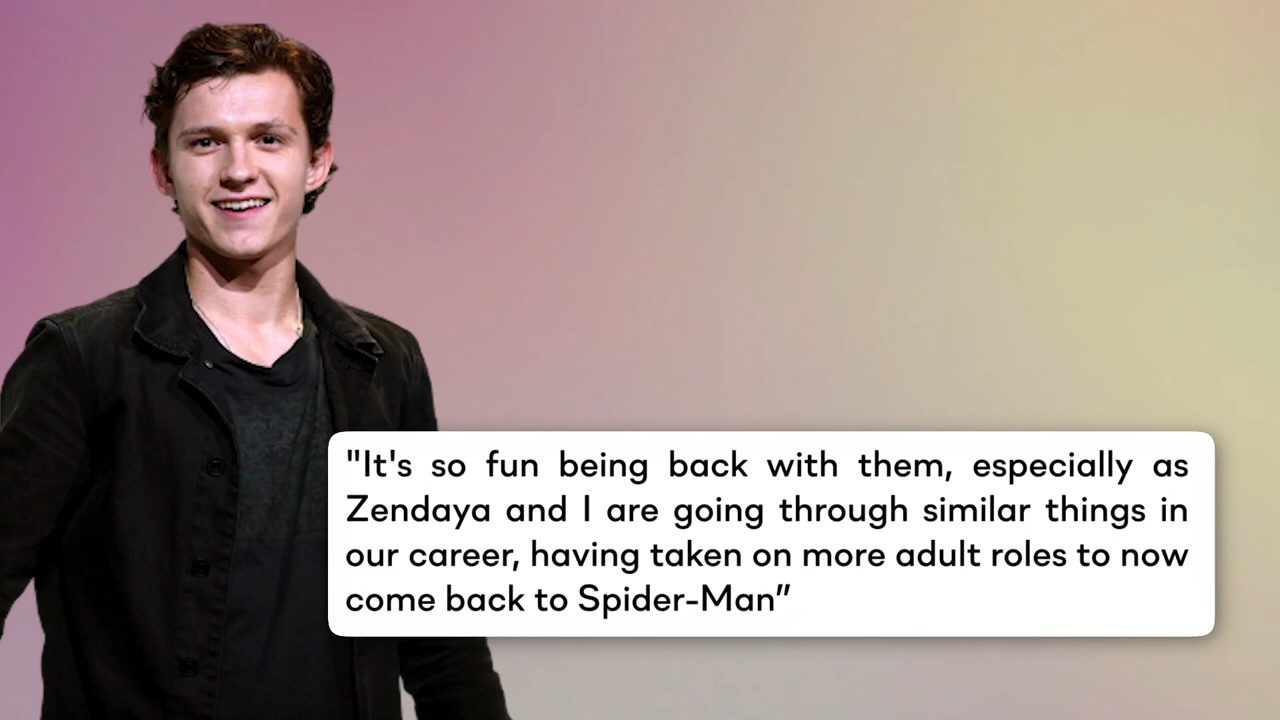 "It's so fun being back with them, especially as
Zendaya and I are going through similar things in
our career, having taken on more adult roles to now
come back to Spider-Man”